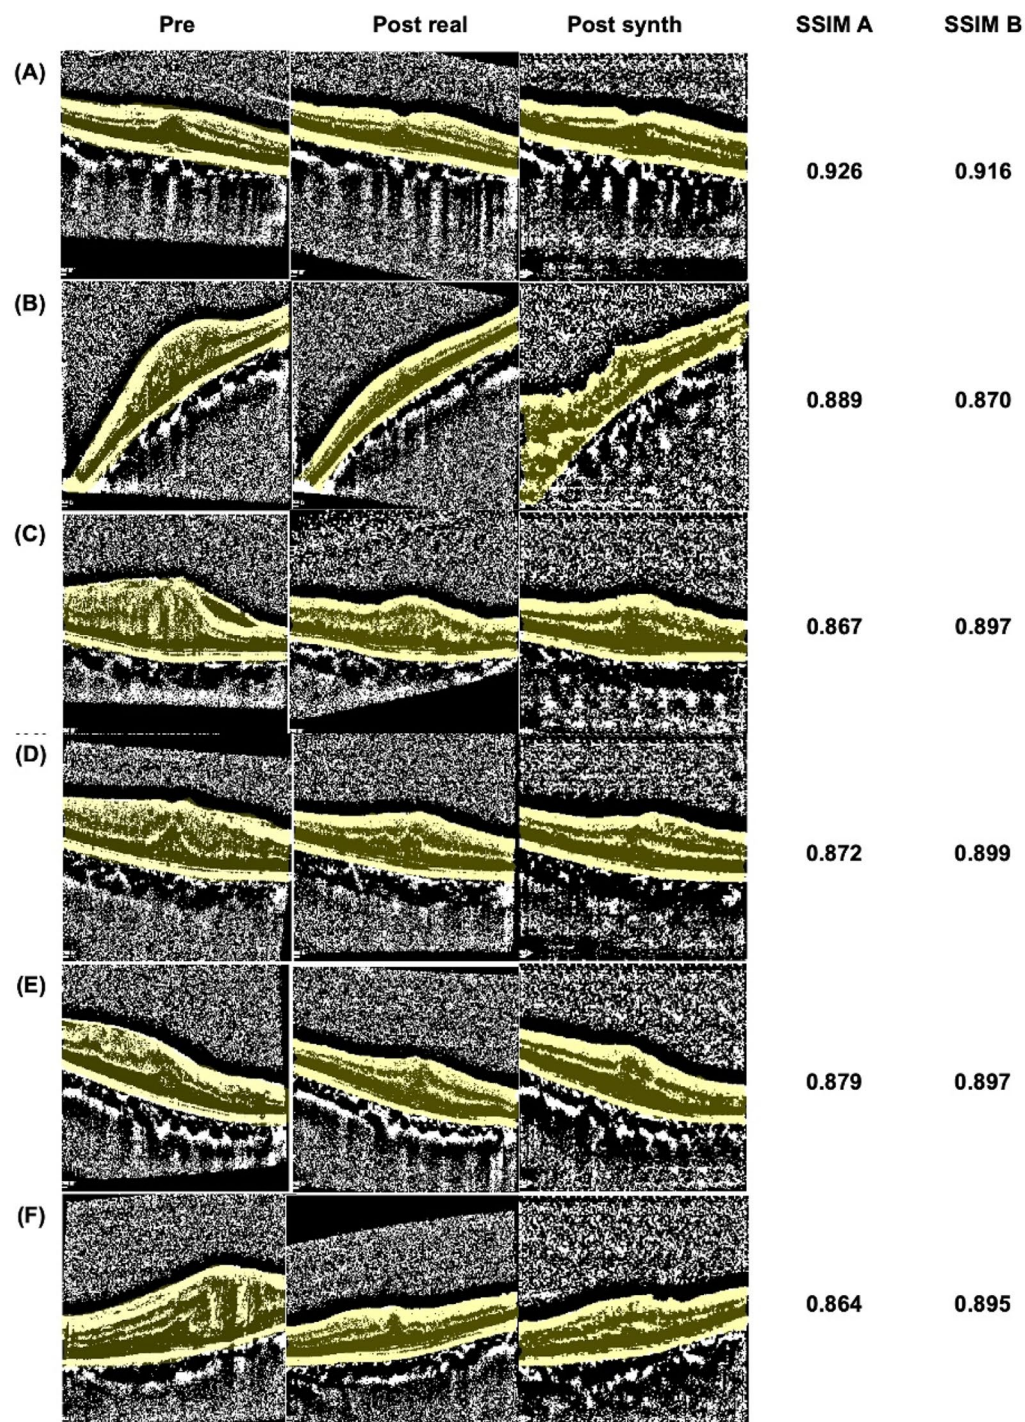 Pre Post real Post synth SSIM A SSIM B
(A) 0.926 0.916
(B) 0.889 0.870
(C) 0.867 0.897
(D) 0.872 0.899
(E) 0.879 0.897
(F) 0.864 0.895